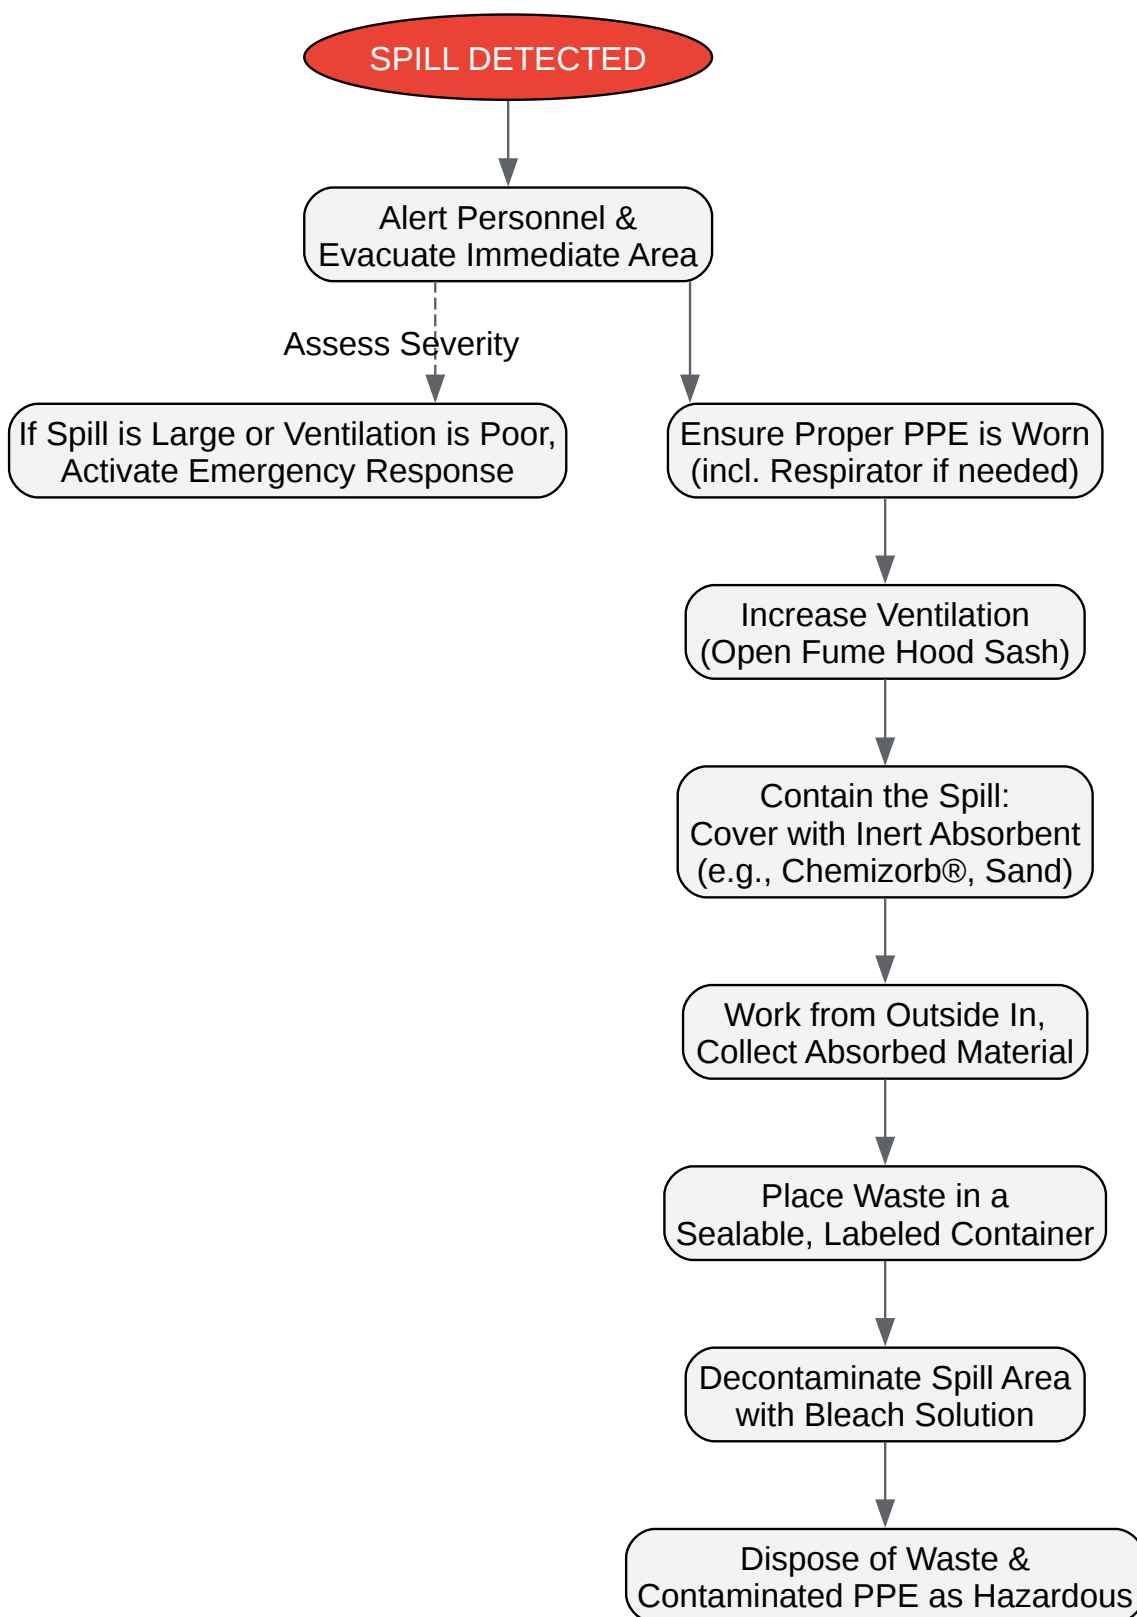 SPILL DETECTED
Alert Personnel &
Evacuate Immediate Area
Assess Severity
If Spill is Large or Ventilation is Poor,
Activate Emergency Response
Ensure Proper PPE is Worn
(incl. Respirator if needed)
Increase Ventilation
(Open Fume Hood Sash)
Contain the Spill:
Cover with Inert Absorbent
(e.g., Chemizorb®, Sand)
Work from Outside In,
Collect Absorbed Material
Place Waste in a
Sealable, Labeled Container
Decontaminate Spill Area
with Bleach Solution
Dispose of Waste &
Contaminated PPE as Hazardous